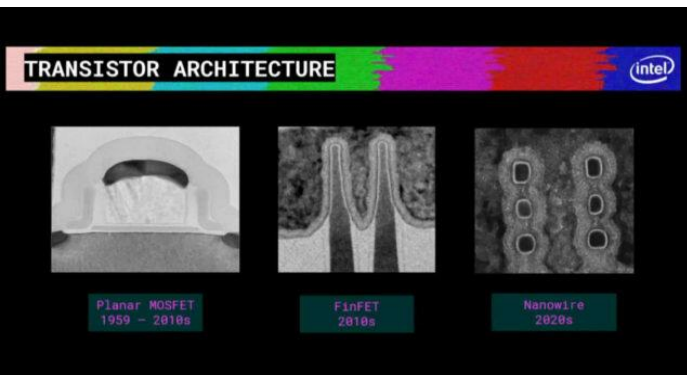 TRANSISTOR ARCHITECTURE
intel
Planar MOSFET
1959 – 2010s
FinFET
2010s
Nanowire
2020s